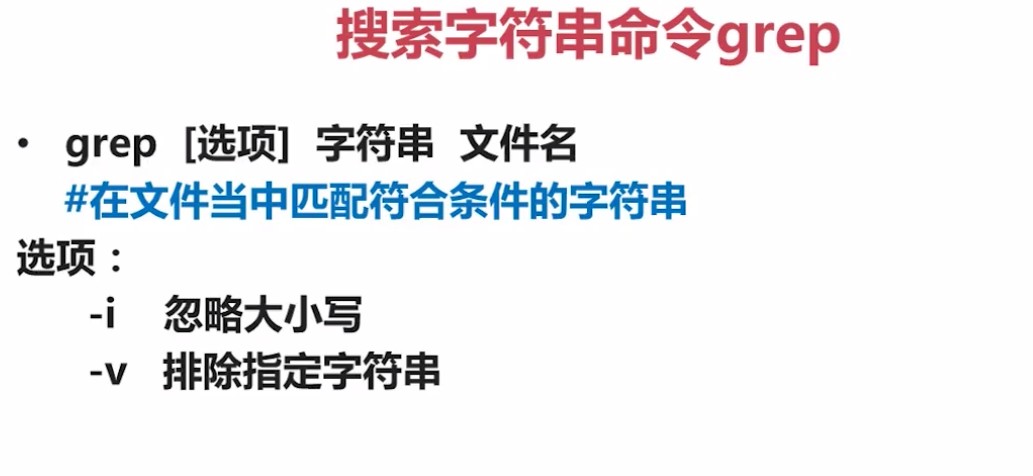 搜索字符串命令grep
• grep [选项] 字符串 文件名
#在文件当中匹配符合条件的字符串
选项：
-i 忽略大小写
-v 排除指定字符串